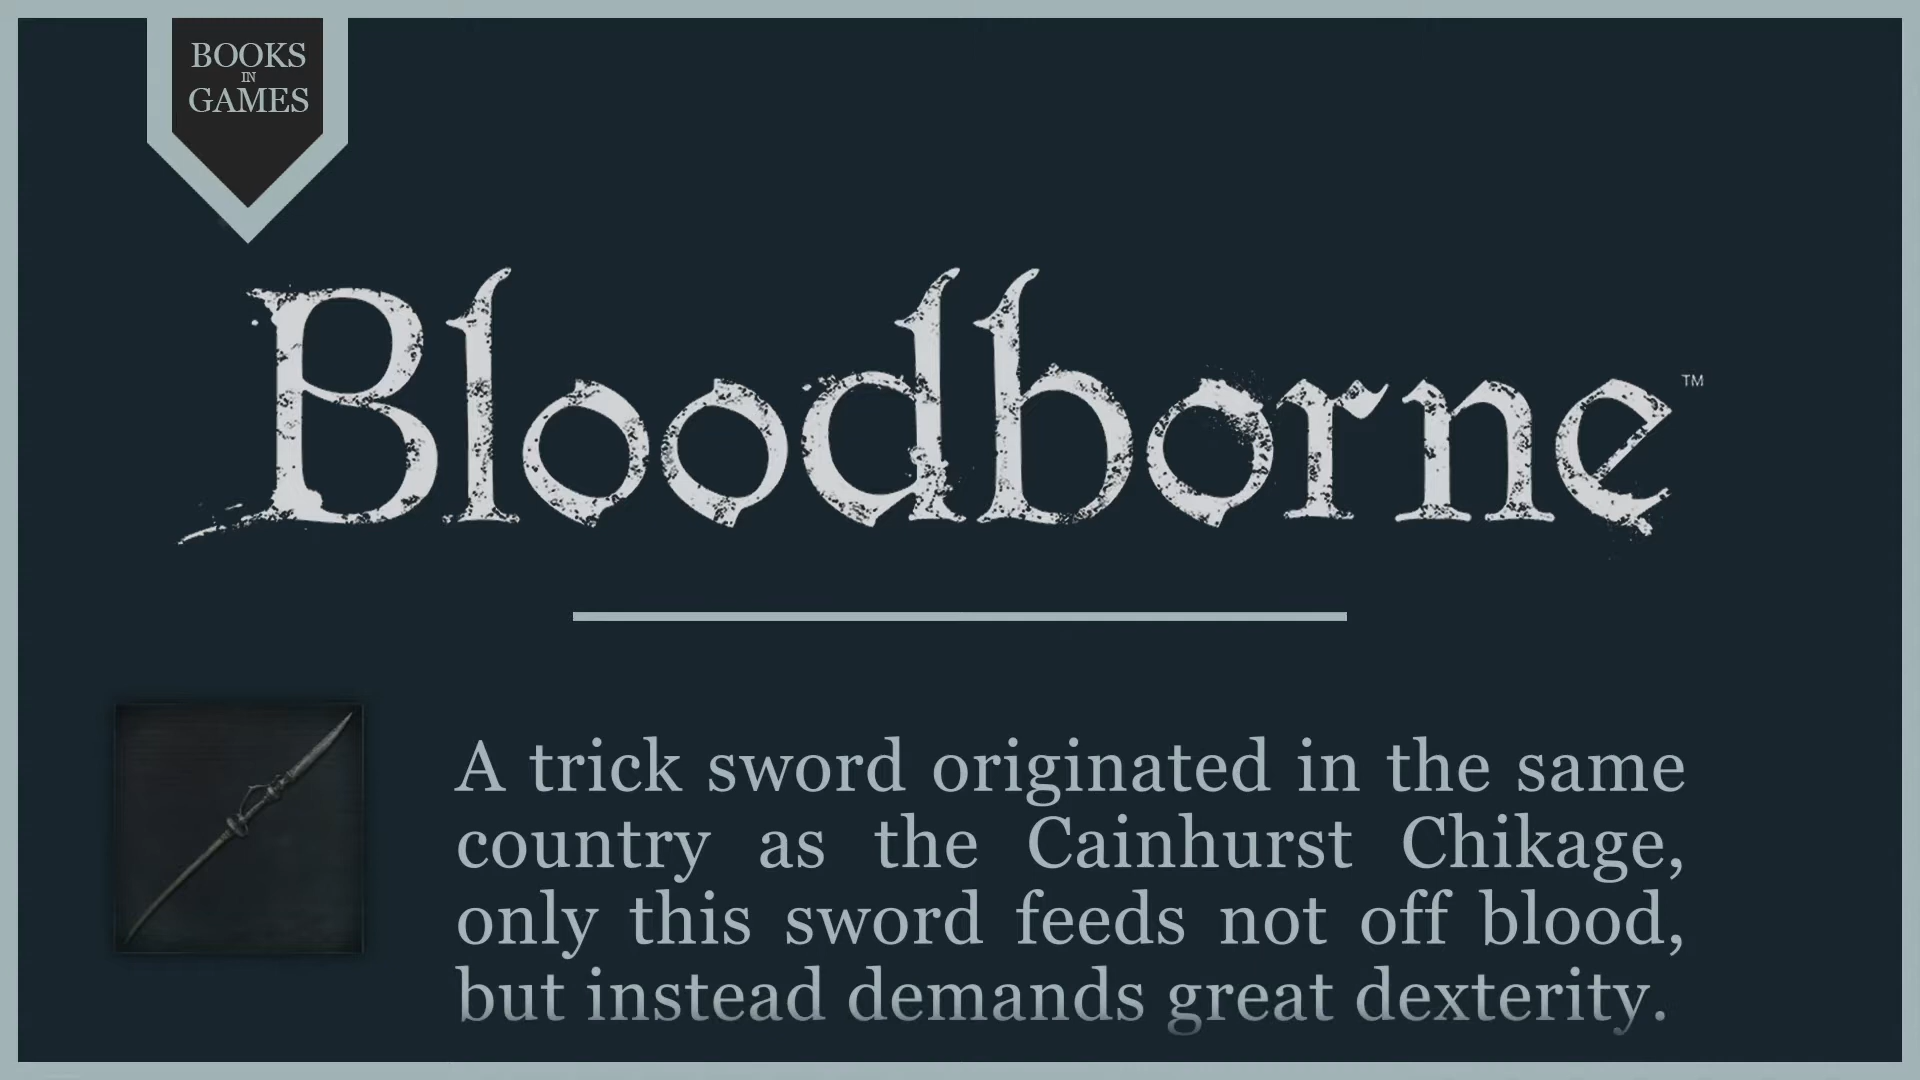 BOOKS
IN
GAMES
Bloodborne™
A trick sword originated in the same
country as the Cainhurst Chikage,
only this sword feeds not off blood,
but instead demands great dexterity.